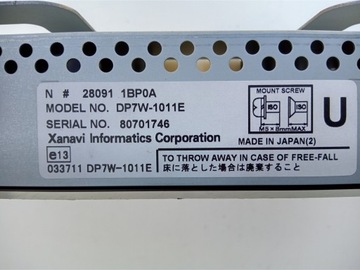 N # 28091 1BP0A
MODEL NO. DP7W-1011E
SERIAL NO. 80701746
Xanavi Informatics Corporation
e13
033711 DP7W-1011E
MOUNT SCREW
ISO ISO
M5×8mmMAX
MADE IN JAPAN(2)
U
TO THROW AWAY IN CASE OF FREE-FALL
床に落とした場合は廃棄すること